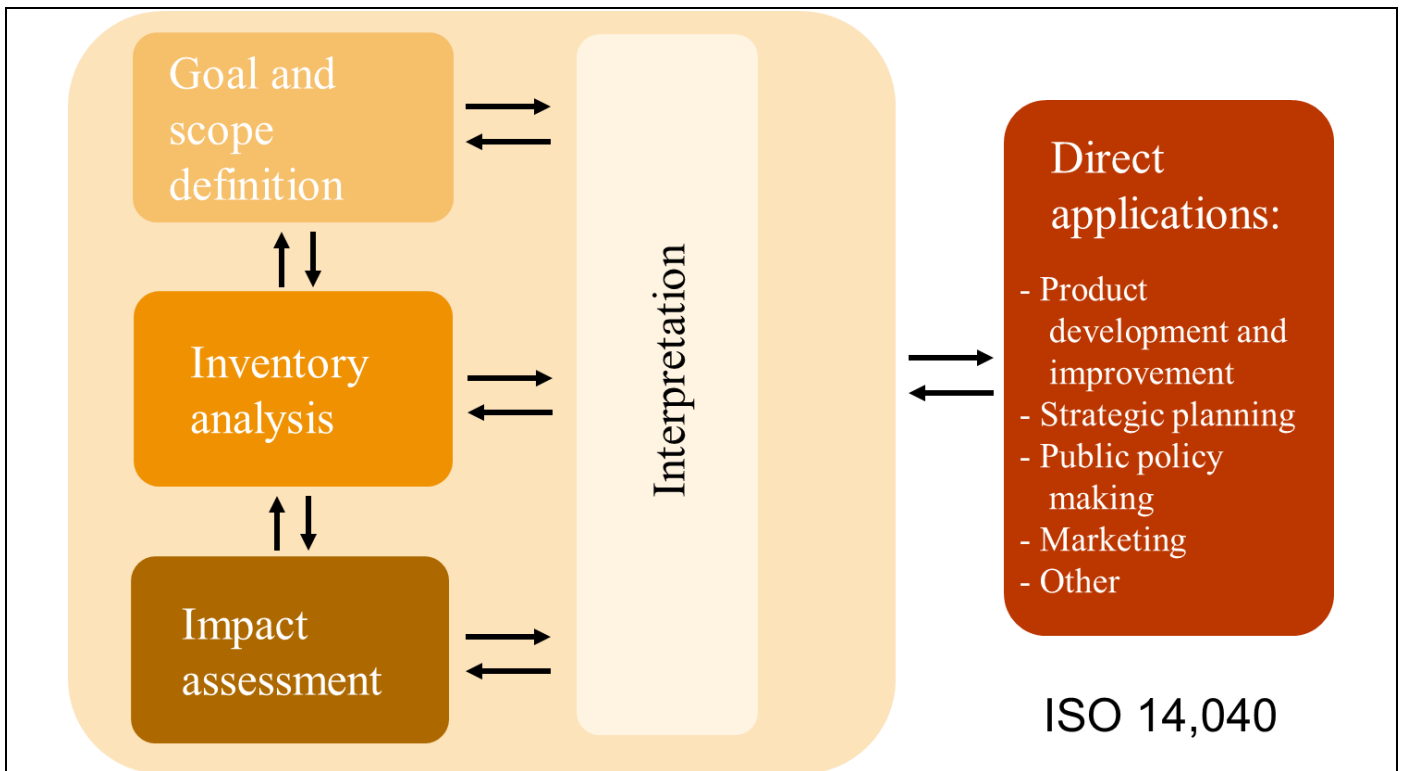 Goal and
scope
definition
Inventory
analysis
Impact
assessment
Interpretation
Direct
applications:
- Product
development and
improvement
- Strategic planning
- Public policy
making
- Marketing
- Other
ISO 14,040